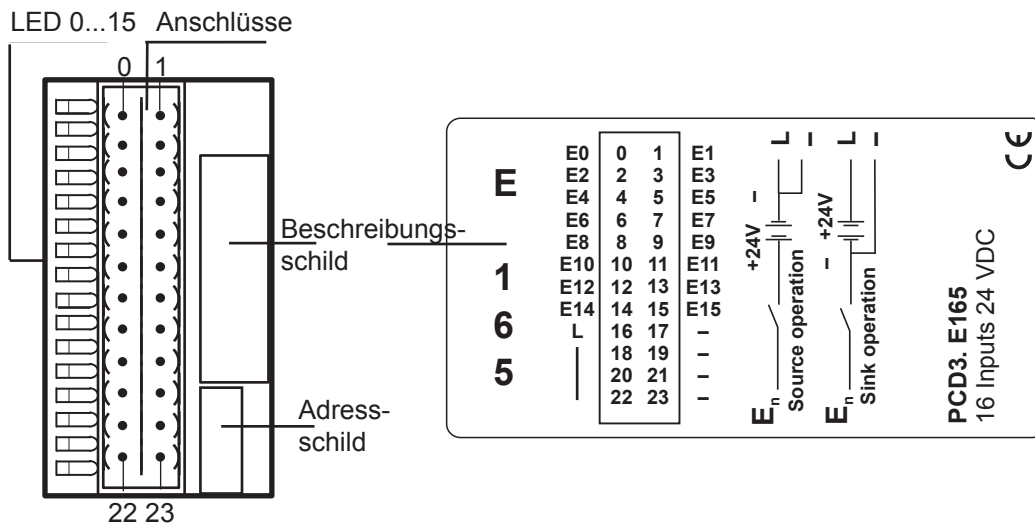 LED 0...15 Anschlüsse
0 1
Beschreibungs-
schild
Adress-
schild
22 23
E
1
6
5
E0 0 1 E1
E2 2 3 E3
E4 4 5 E5
E6 6 7 E7
E8 8 9 E9
E10 10 11 E11
E12 12 13 E13
E14 14 15 E15
L 16 17 –
18 19 –
20 21 –
22 23 –
En
+24V –
L –
Source operation
En
– +24V
L –
Sink operation
PCD3. E165
16 Inputs 24 VDC
CE